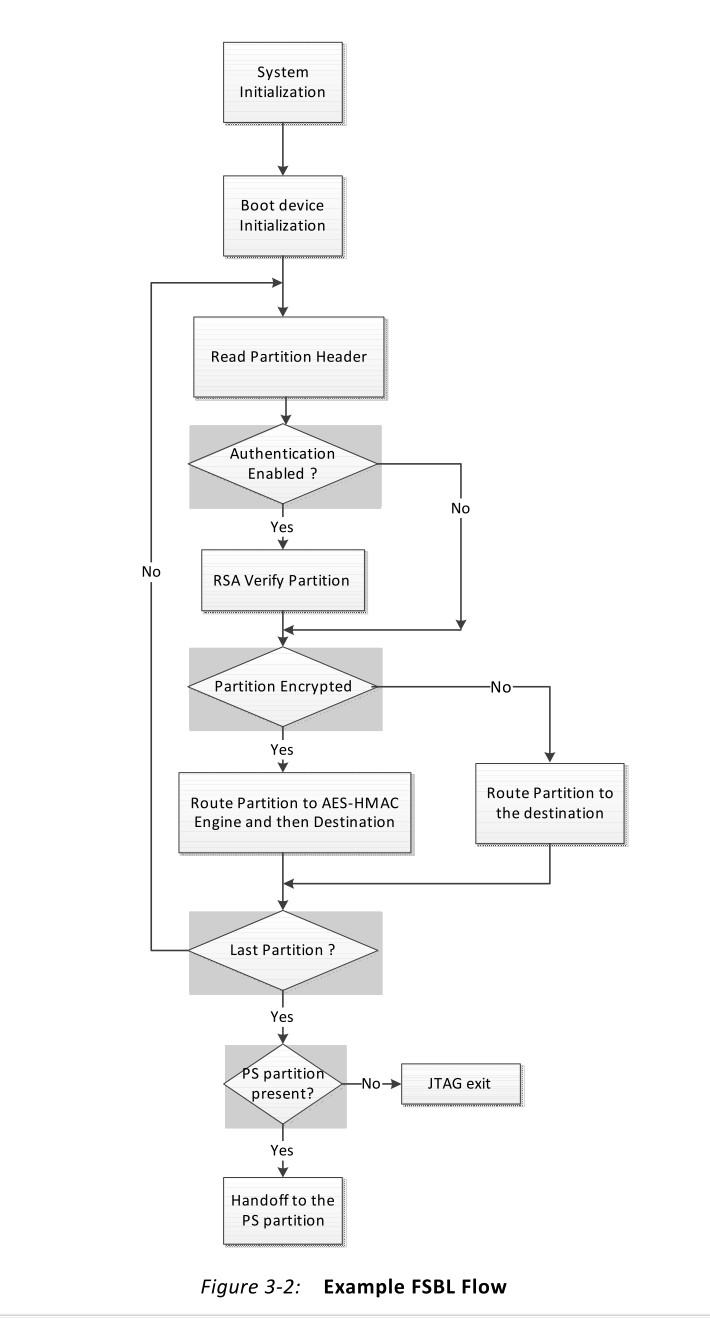 System
Initialization
Boot device
Initialization
Read Partition Header
Authentication
Enabled ?
No
Yes
No
RSA Verify Partition
Partition Encrypted
No
Yes
Route Partition to AES-HMAC
Engine and then Destination
Route Partition to
the destination
Last Partition ?
Yes
PS partition
present?
No
JTAG exit
Yes
Handoff to the
PS partition
Figure 3-2: Example FSBL Flow